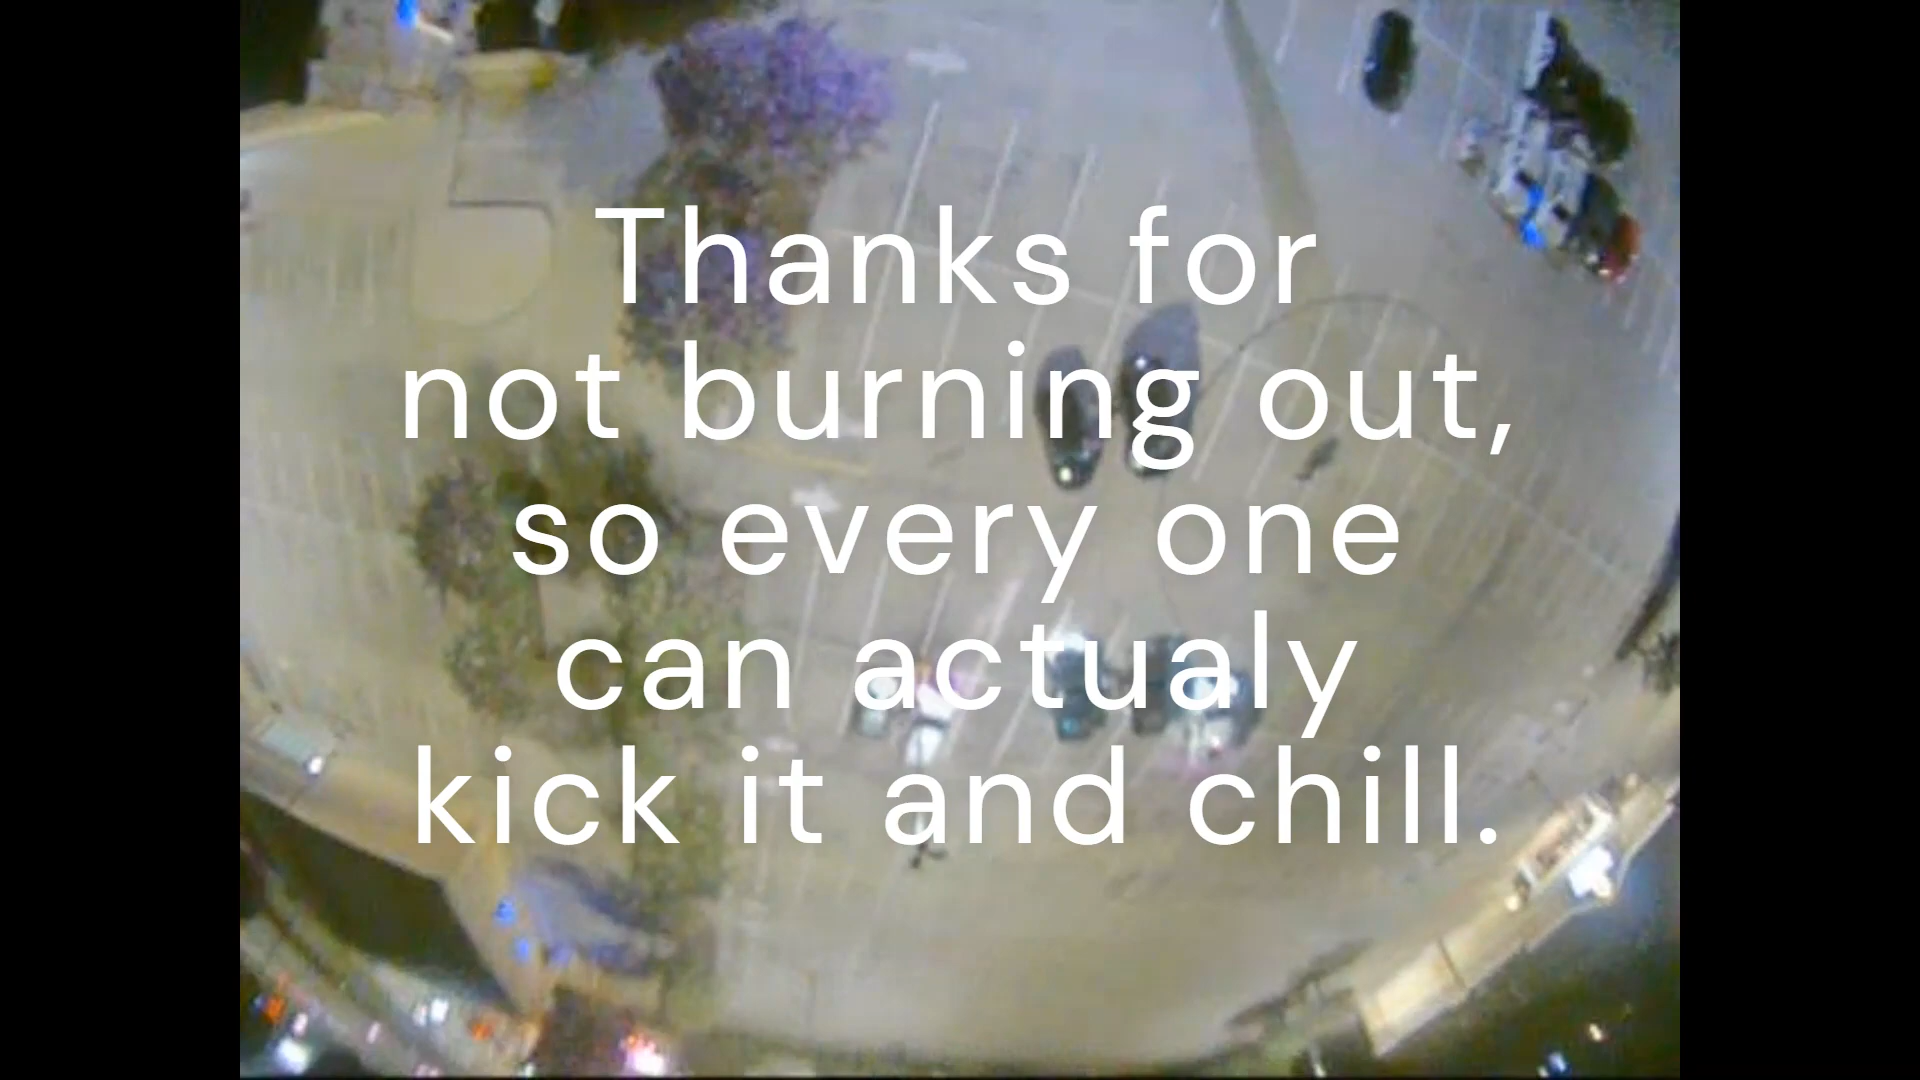 Thanks for
not burning out,
so every one
can actualy
kick it and chill.